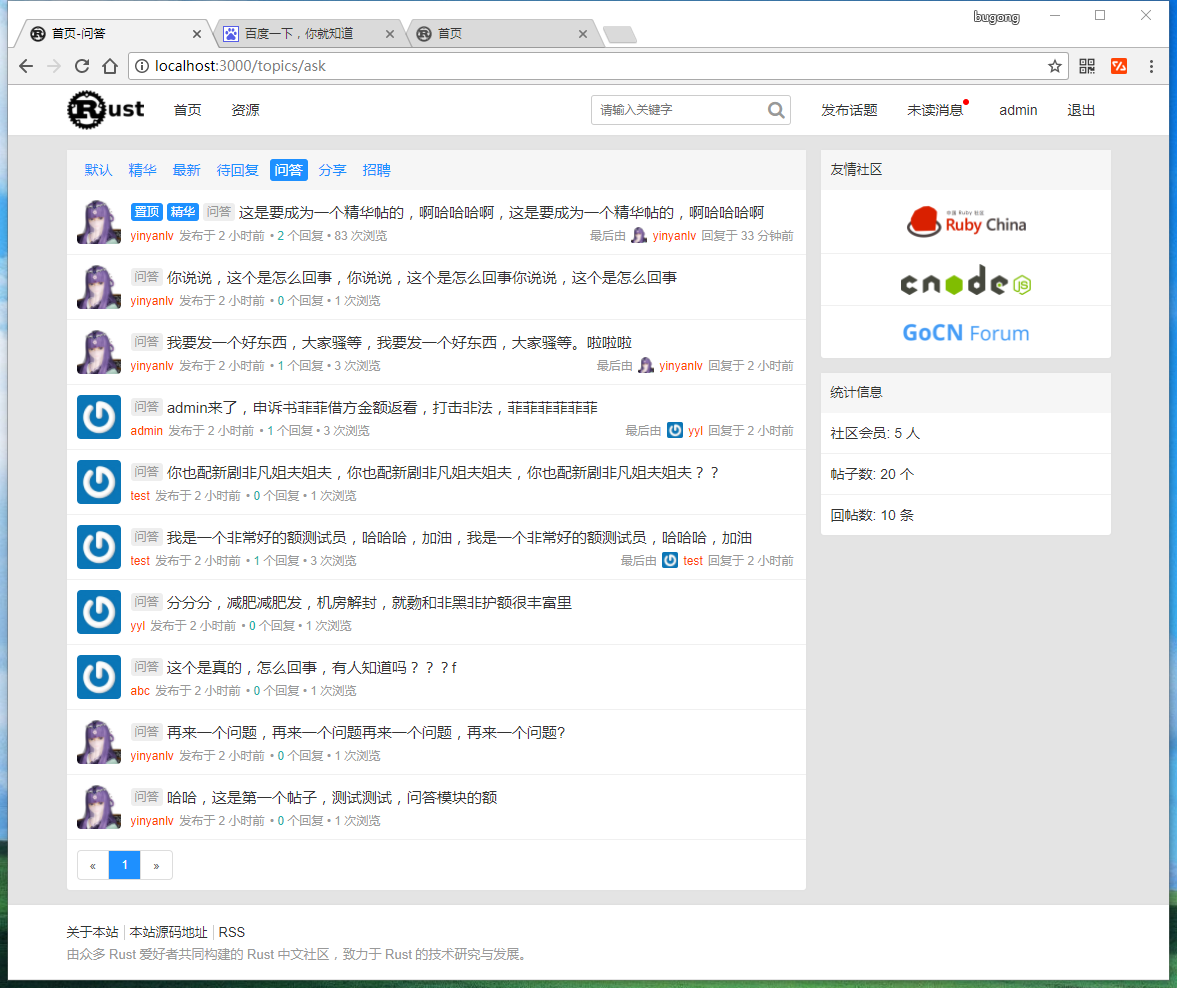 bugong
首页-问答
百度一下，你就知道
首页
localhost:3000/topics/ask
Rust 首页 资源 请输入关键字 发布话题 未读消息 admin 退出
默认 精华 最新 待回复 问答 分享 招聘
置顶 精华 问答 这是要成为一个精华帖的，啊哈哈哈啊，这是要成为一个精华帖的，啊哈哈哈啊
yinyanlv 发布于 2 小时前 • 2 个回复 • 83 次浏览 最后由 yinyanlv 回复于 33 分钟前
问答 你说说，这个是怎么回事，你说说，这个是怎么回事你说说，这个是怎么回事
yinyanlv 发布于 2 小时前 • 0 个回复 • 1 次浏览
问答 我要发一个好东西，大家骚等，我要发一个好东西，大家骚等。啦啦啦
yinyanlv 发布于 2 小时前 • 1 个回复 • 3 次浏览 最后由 yinyanlv 回复于 2 小时前
问答 admin来了，申诉书菲菲借方金额返看，打击非法，菲菲菲菲菲菲
admin 发布于 2 小时前 • 1 个回复 • 3 次浏览 最后由 yyl 回复于 2 小时前
问答 你也配新剧非凡姐夫姐夫，你也配新剧非凡姐夫姐夫，你也配新剧非凡姐夫姐夫？？
test 发布于 2 小时前 • 0 个回复 • 1 次浏览
问答 我是一个非常好的额测试员，哈哈哈，加油，我是一个非常好的额测试员，哈哈哈，加油
test 发布于 2 小时前 • 1 个回复 • 3 次浏览 最后由 test 回复于 2 小时前
问答 分分分，减肥减肥发，机房解封，就覅和非黑非护额很丰富里
yyl 发布于 2 小时前 • 0 个回复 • 1 次浏览
问答 这个是真的，怎么回事，有人知道吗？？？f
abc 发布于 2 小时前 • 0 个回复 • 1 次浏览
问答 再来一个问题，再来一个问题再来一个问题，再来一个问题?
yinyanlv 发布于 2 小时前 • 0 个回复 • 1 次浏览
问答 哈哈，这是第一个帖子，测试测试，问答模块的额
yinyanlv 发布于 2 小时前 • 0 个回复 • 1 次浏览
« 1 »
友情社区
中国 Ruby 社区
Ruby China
cnode JS
GoCN Forum
统计信息
社区会员: 5 人
帖子数: 20 个
回帖数: 10 条
关于本站 | 本站源码地址 | RSS
由众多 Rust 爱好者共同构建的 Rust 中文社区，致力于 Rust 的技术研究与发展。